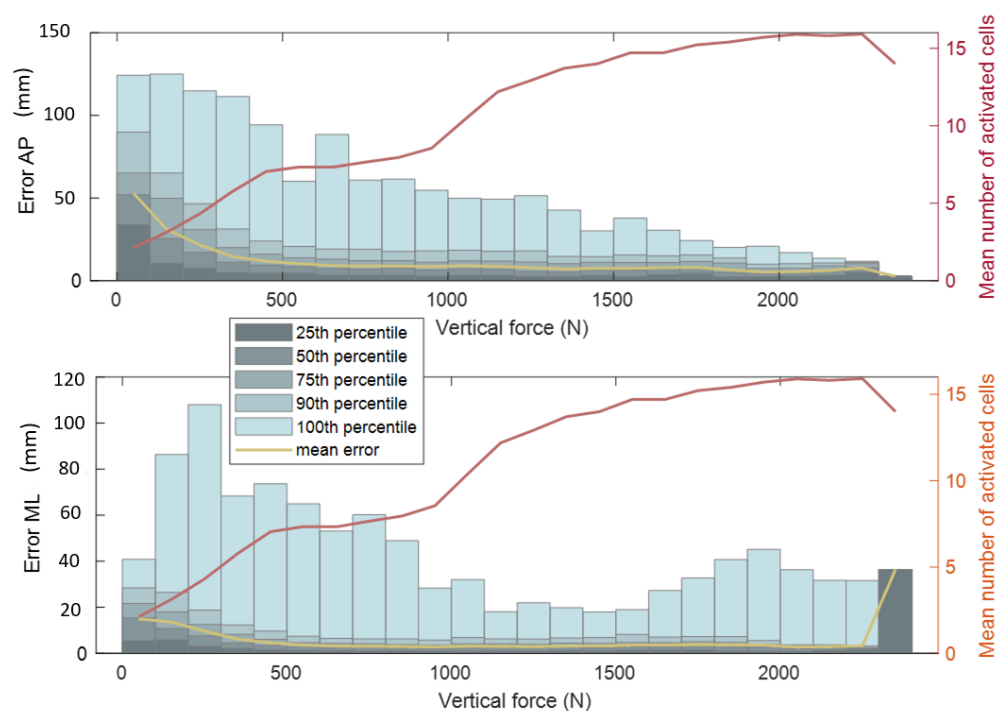 150
100
50
0
Error AP (mm)
0
500
1000
1500
2000
Vertical force (N)
15
10
5
0
Mean number of activated cells
25th percentile
50th percentile
75th percentile
90th percentile
100th percentile
mean error
120
100
80
60
40
20
0
Error ML (mm)
0
500
1000
1500
2000
Vertical force (N)
15
10
5
0
Mean number of activated cells